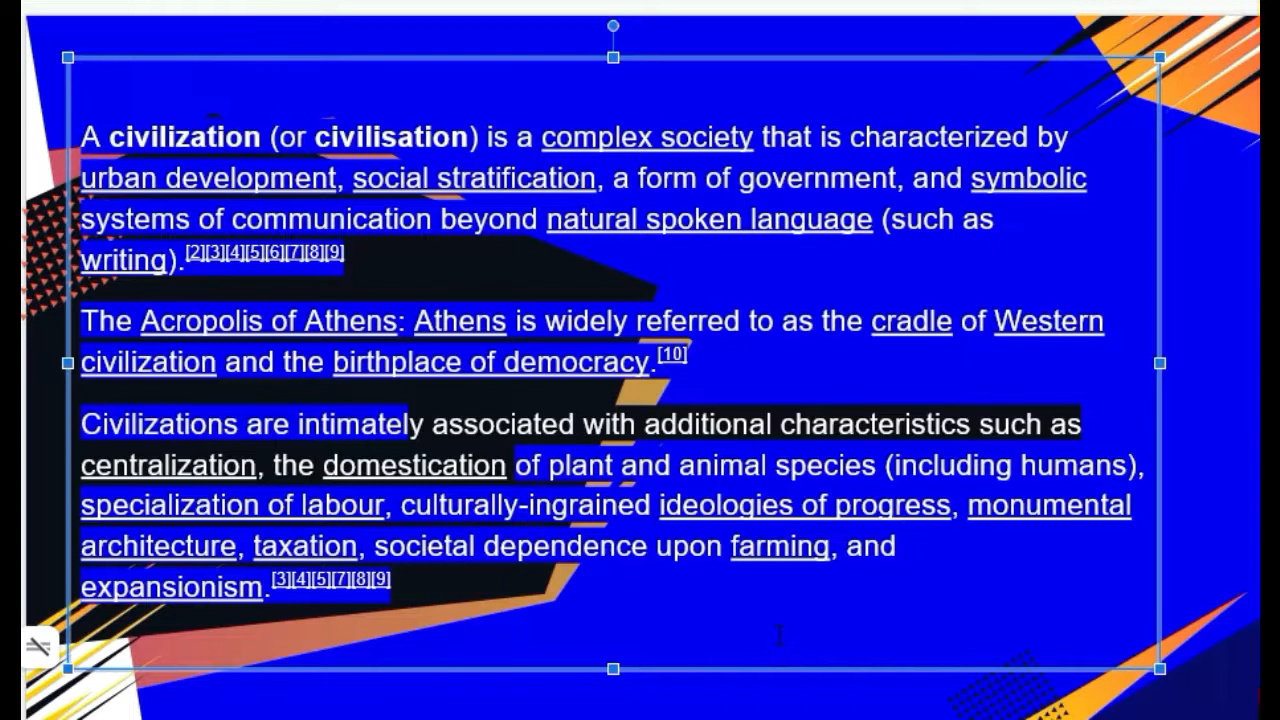 A civilization (or civilisation) is a complex society that is characterized by
urban development, social stratification, a form of government, and symbolic
systems of communication beyond natural spoken language (such as
writing).[2][3][4][5][6][7][8][9]
The Acropolis of Athens: Athens is widely referred to as the cradle of Western
civilization and the birthplace of democracy.[10]
Civilizations are intimately associated with additional characteristics such as
centralization, the domestication of plant and animal species (including humans),
specialization of labour, culturally-ingrained ideologies of progress, monumental
architecture, taxation, societal dependence upon farming, and
expansionism.[3][4][5][7][8][9]